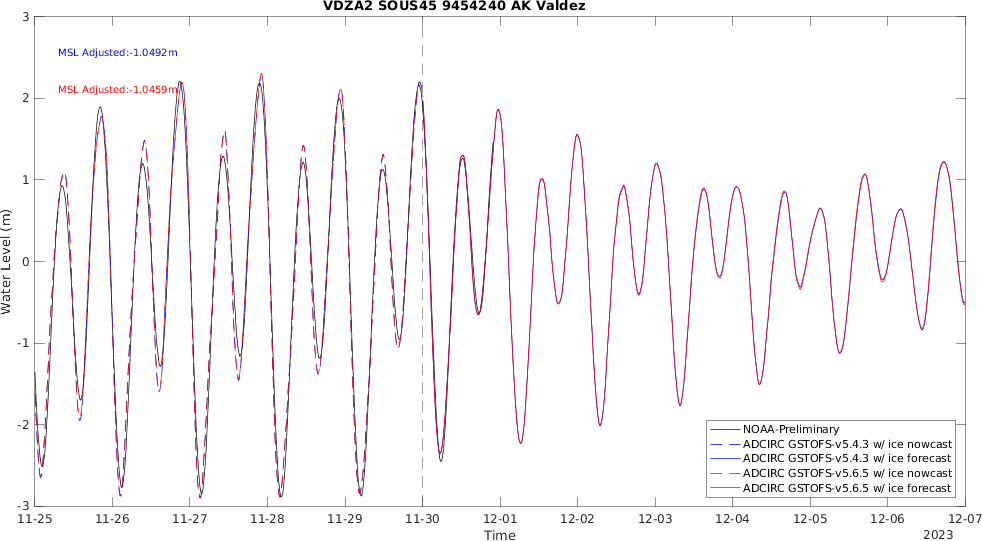 VDZA2 SOUS45 9454240 AK Valdez
MSL Adjusted:-1.0492m
MSL Adjusted:-1.0459m
Water Level (m)
3
2
1
0
-1
-2
-3
NOAA-Preliminary
ADCIRC GSTOFS-v5.4.3 w/ ice nowcast
ADCIRC GSTOFS-v5.4.3 w/ ice forecast
ADCIRC GSTOFS-v5.6.5 w/ ice nowcast
ADCIRC GSTOFS-v5.6.5 w/ ice forecast
11-25 11-26 11-27 11-28 11-29 11-30 12-01 12-02 12-03 12-04 12-05 12-06 12-07
Time
2023